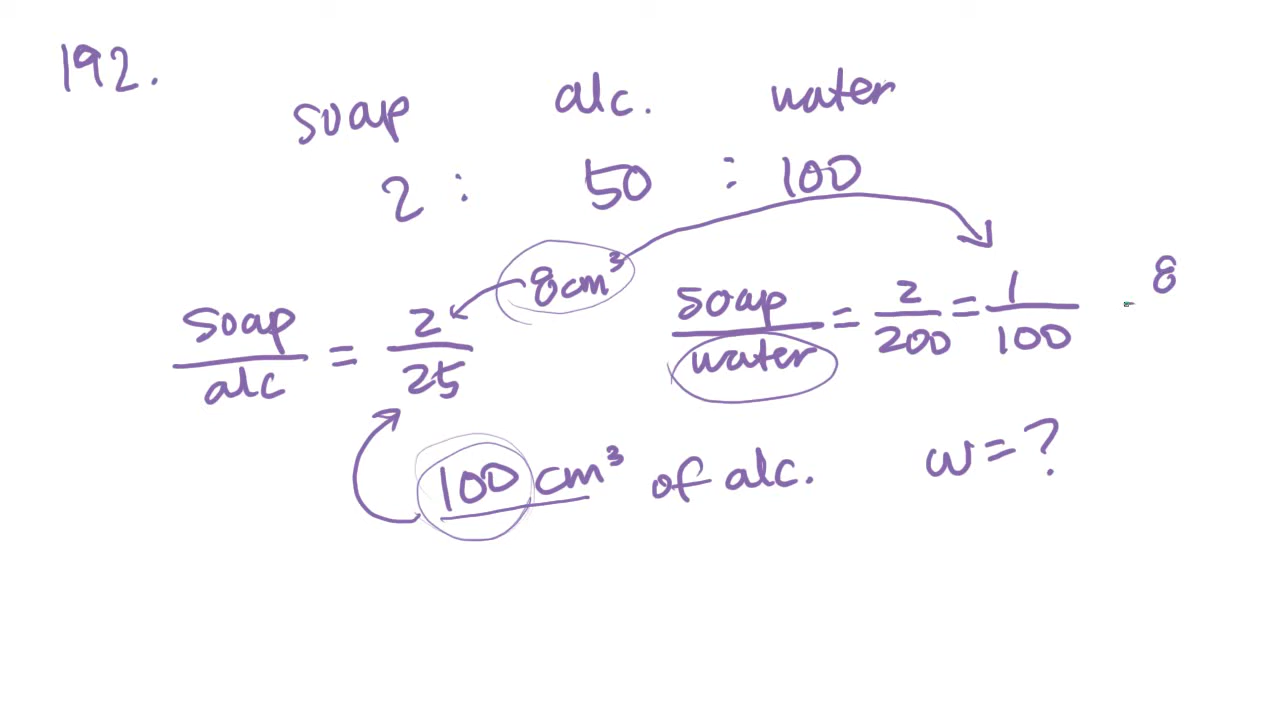 192.
soap alc. water
2 : 50 : 100
8cm³
soap/alc = 2/25
soap/water = 2/200 = 1/100 8
100 cm³ of alc. w = ?